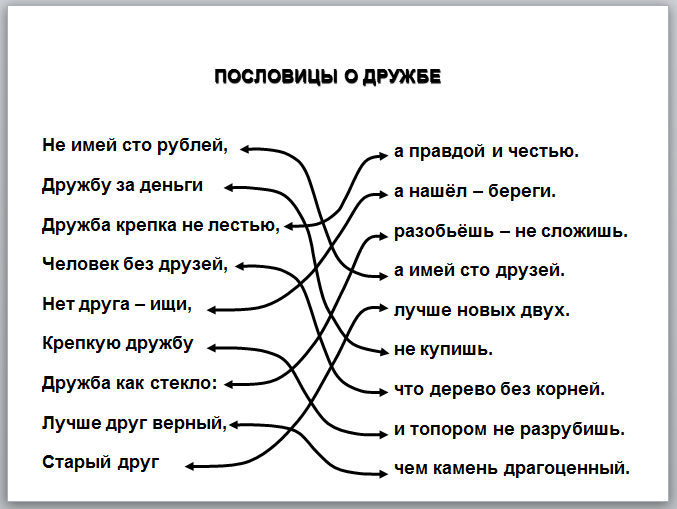 ПОСЛОВИЦЫ О ДРУЖБЕ
Не имей сто рублей,
Дружбу за деньги
Дружба крепка не лестью,
Человек без друзей,
Нет друга – ищи,
Крепкую дружбу
Дружба как стекло:
Лучше друг верный,
Старый друг
а правдой и честью.
а нашёл – береги.
разобьёшь – не сложишь.
а имей сто друзей.
лучше новых двух.
не купишь.
что дерево без корней.
и топором не разрубишь.
чем камень драгоценный.